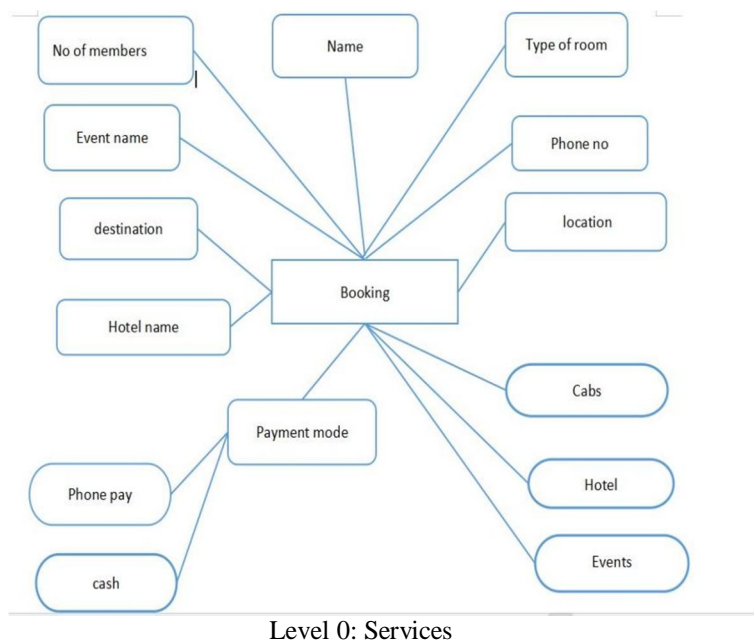 No of members
Name
Type of room
Event name
Phone no
destination
location
Booking
Hotel name
Cabs
Payment mode
Hotel
Phone pay
Events
cash
Level 0: Services